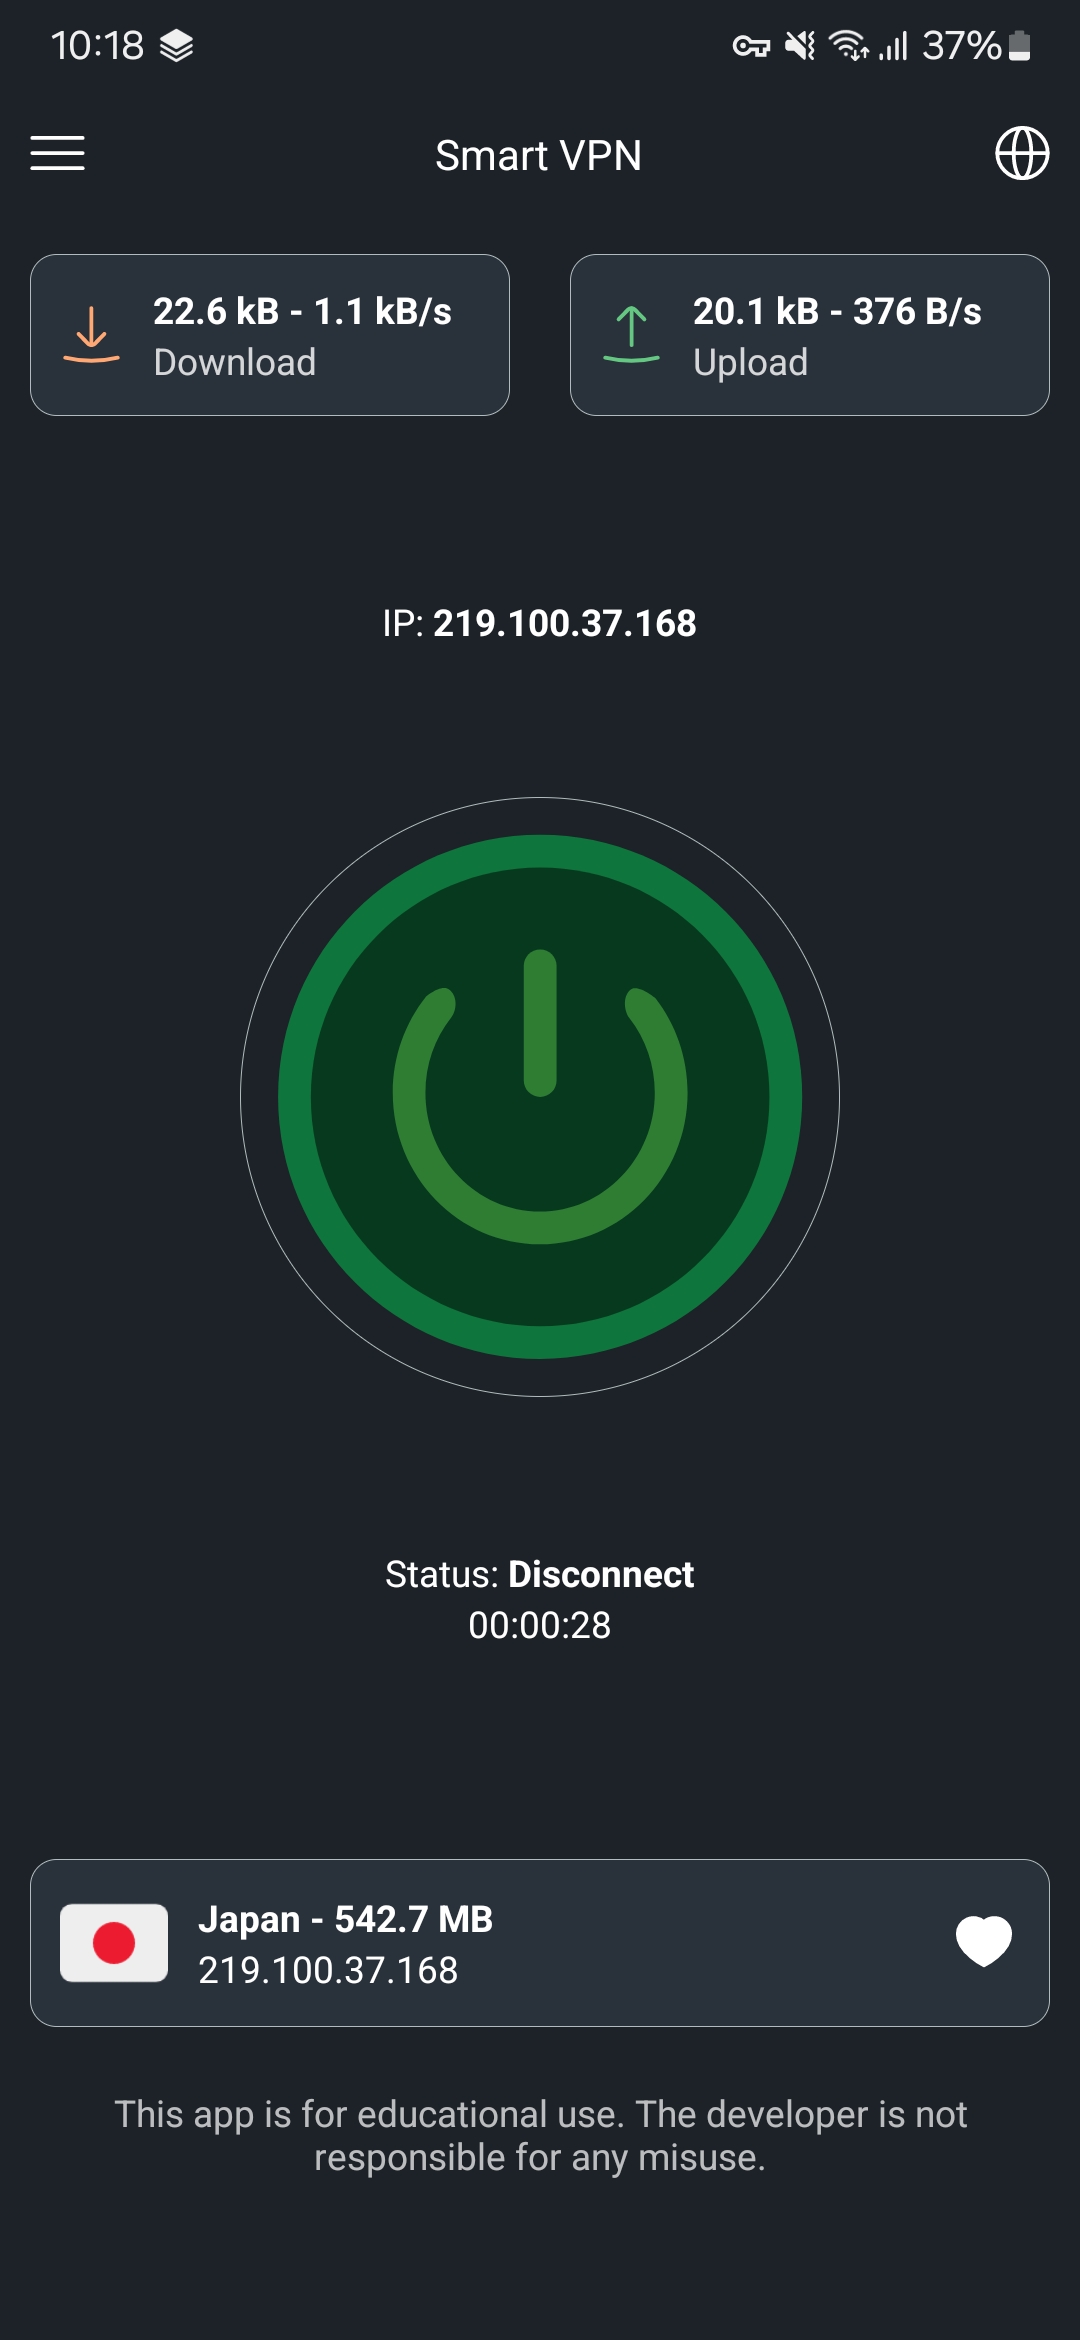 10:18
37%
Smart VPN
22.6 kB - 1.1 kB/s
Download
20.1 kB - 376 B/s
Upload
IP: 219.100.37.168
Status: Disconnect
00:00:28
Japan - 542.7 MB
219.100.37.168
This app is for educational use. The developer is not
responsible for any misuse.